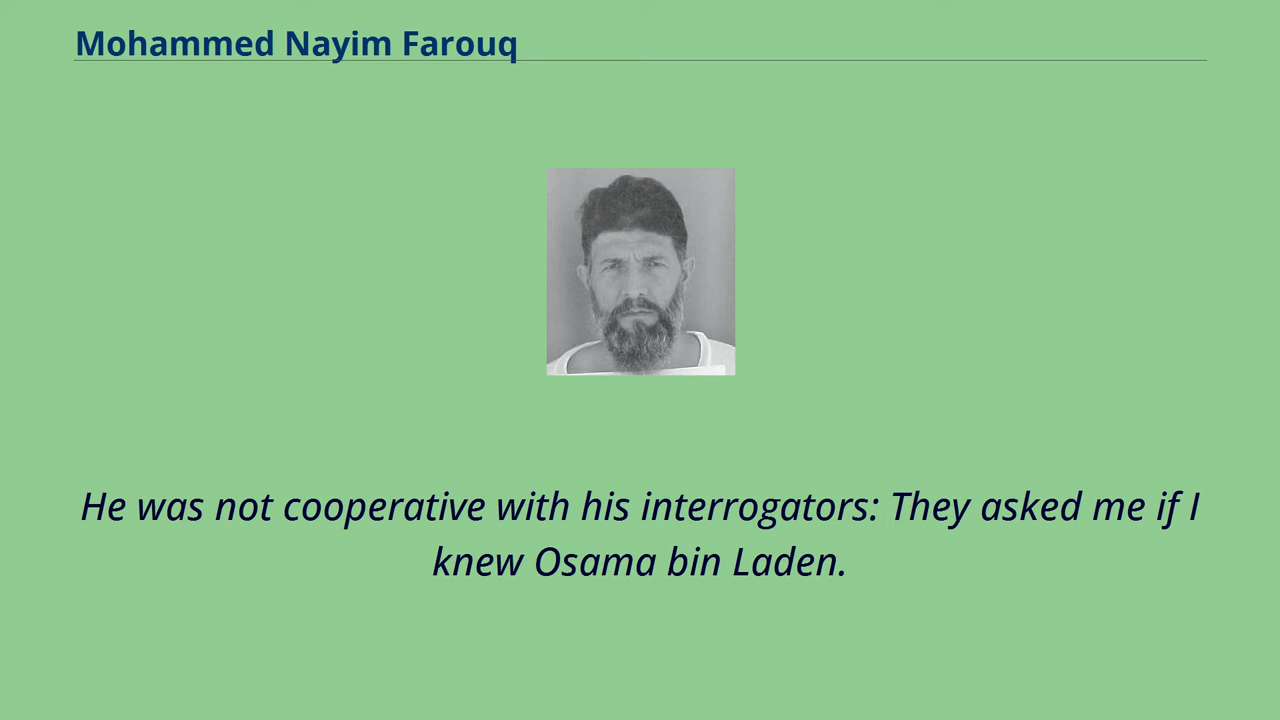 Mohammed Nayim Farouq
He was not cooperative with his interrogators: They asked me if I
knew Osama bin Laden.